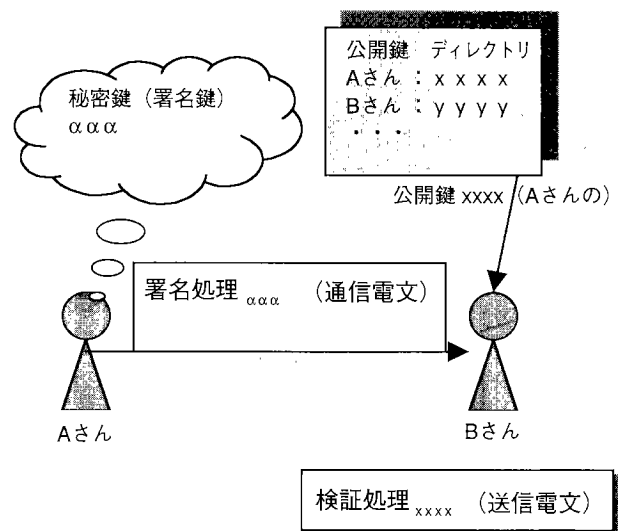 公開鍵 ディレクトリ
Aさん : x x x x
Bさん : y y y y
・・・
秘密鍵（署名鍵）
ααα
公開鍵 xxxx（Aさんの）
署名処理 ααα （通信電文）
Aさん
Bさん
検証処理 xxxx （送信電文）